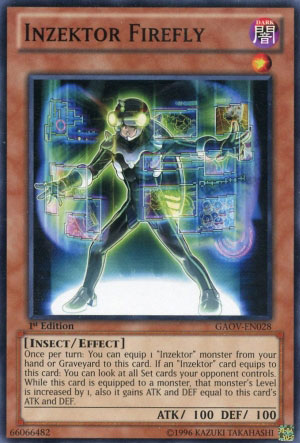 INZEKTOR FIREFLY
DARK
闇
1st Edition
GAOV-EN028
[INSECT/EFFECT]
Once per turn: You can equip 1 "Inzektor" monster from your
hand or Graveyard to this card. If an "Inzektor" card equips to
this card: You can look at all Set cards your opponent controls.
While this card is equipped to a monster, that monster's Level
is increased by 1, also it gains ATK and DEF equal to this card's
ATK and DEF.
ATK/ 100 DEF/ 100
66066482
©1996 KAZUKI TAKAHASHI